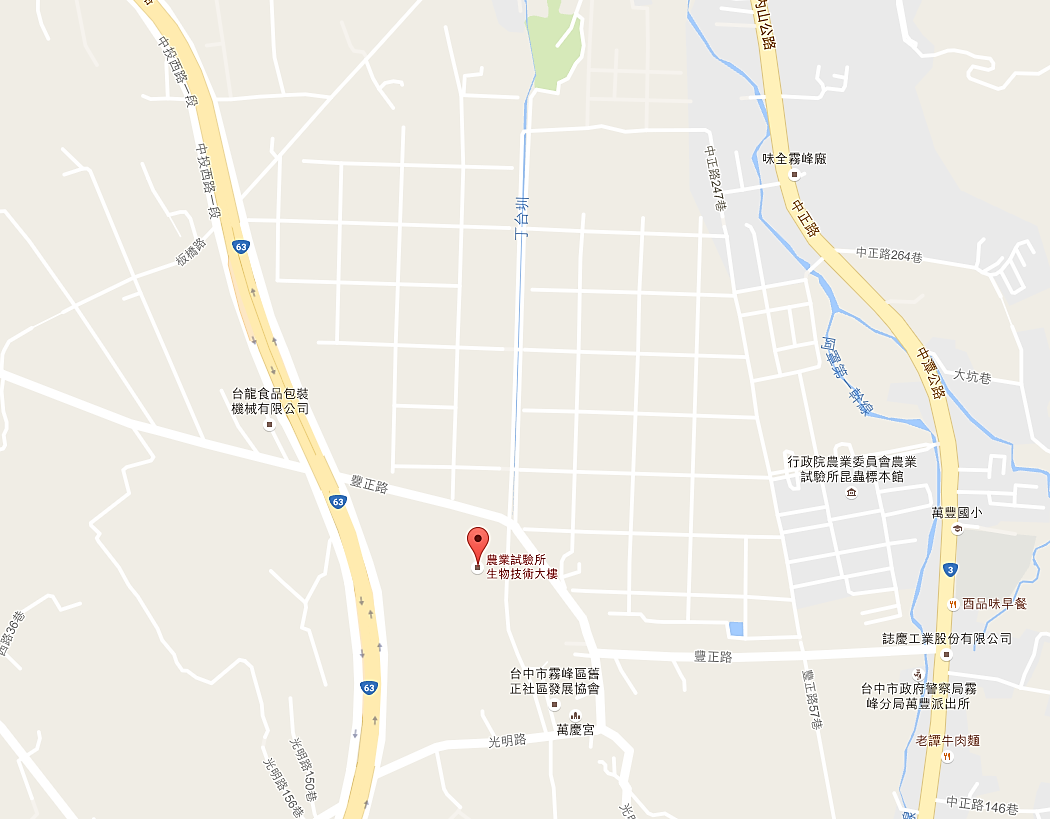 內山公路
中投西路一段
中投西路一段
味全霧峰廠
中正路247巷
中正路
丁台圳
板橋路
63
中正路264巷
阿罩霧第一幹線
中潭公路
大坑巷
台龍食品包裝
機械有限公司
行政院農業委員會農業
試驗所昆蟲標本館
豐正路
63
萬豐國小
農業試驗所
生物技術大樓
3
酉品味早餐
西路36巷
誌慶工業股份有限公司
豐正路
台中市霧峰區舊
正社區發展協會
63
台中市政府警察局霧
峰分局萬豐派出所
豐正路57巷
萬慶宮
光明路
老譚牛肉麵
光明路150巷
光明路156巷
中正路146巷
光明路